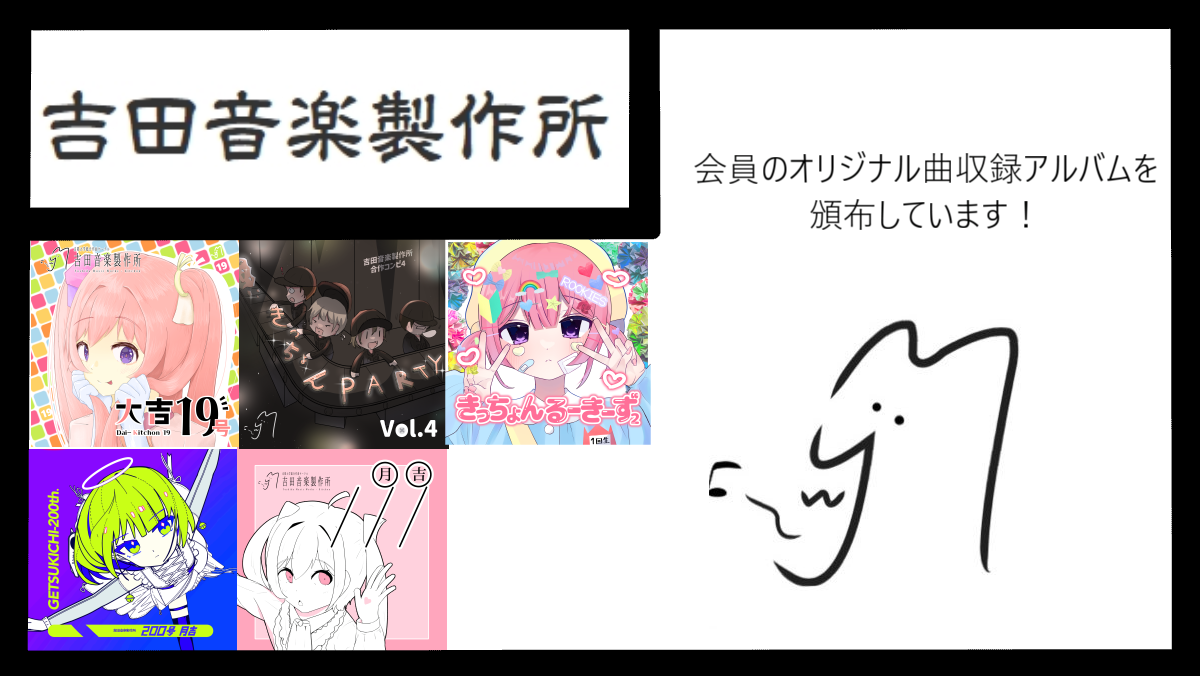 吉田音楽製作所
会員のオリジナル曲収録アルバムを
頒布しています！
吉田音楽製作所
19
大吉19号
Dai-Kitchon 19
19
吉田音楽製作所
合作コンピ4
きっちょんPARTY
Vol.4
ROOKIES
きっちょんるーきーず2
1回生
GETSUKICHI-200th.
200号 月吉
吉田音楽製作所
月吉